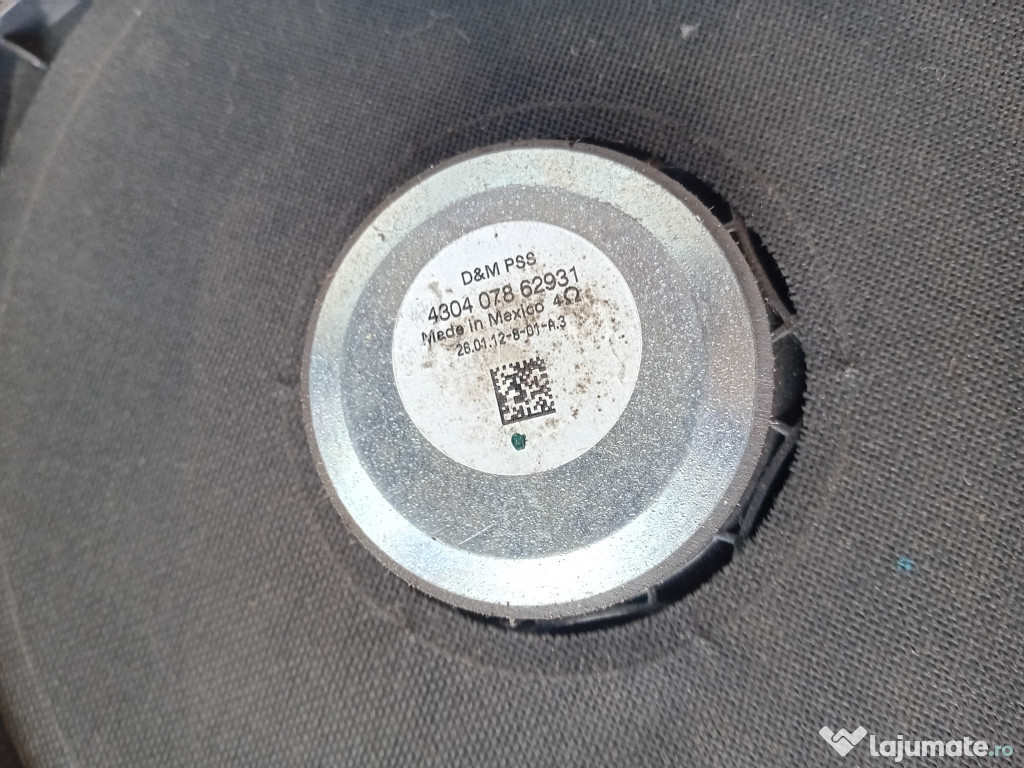 D&M PSS
4304 078 62931
Made in Mexico 4Ω
26.01.12-8-01-A.3
lajumate.ro